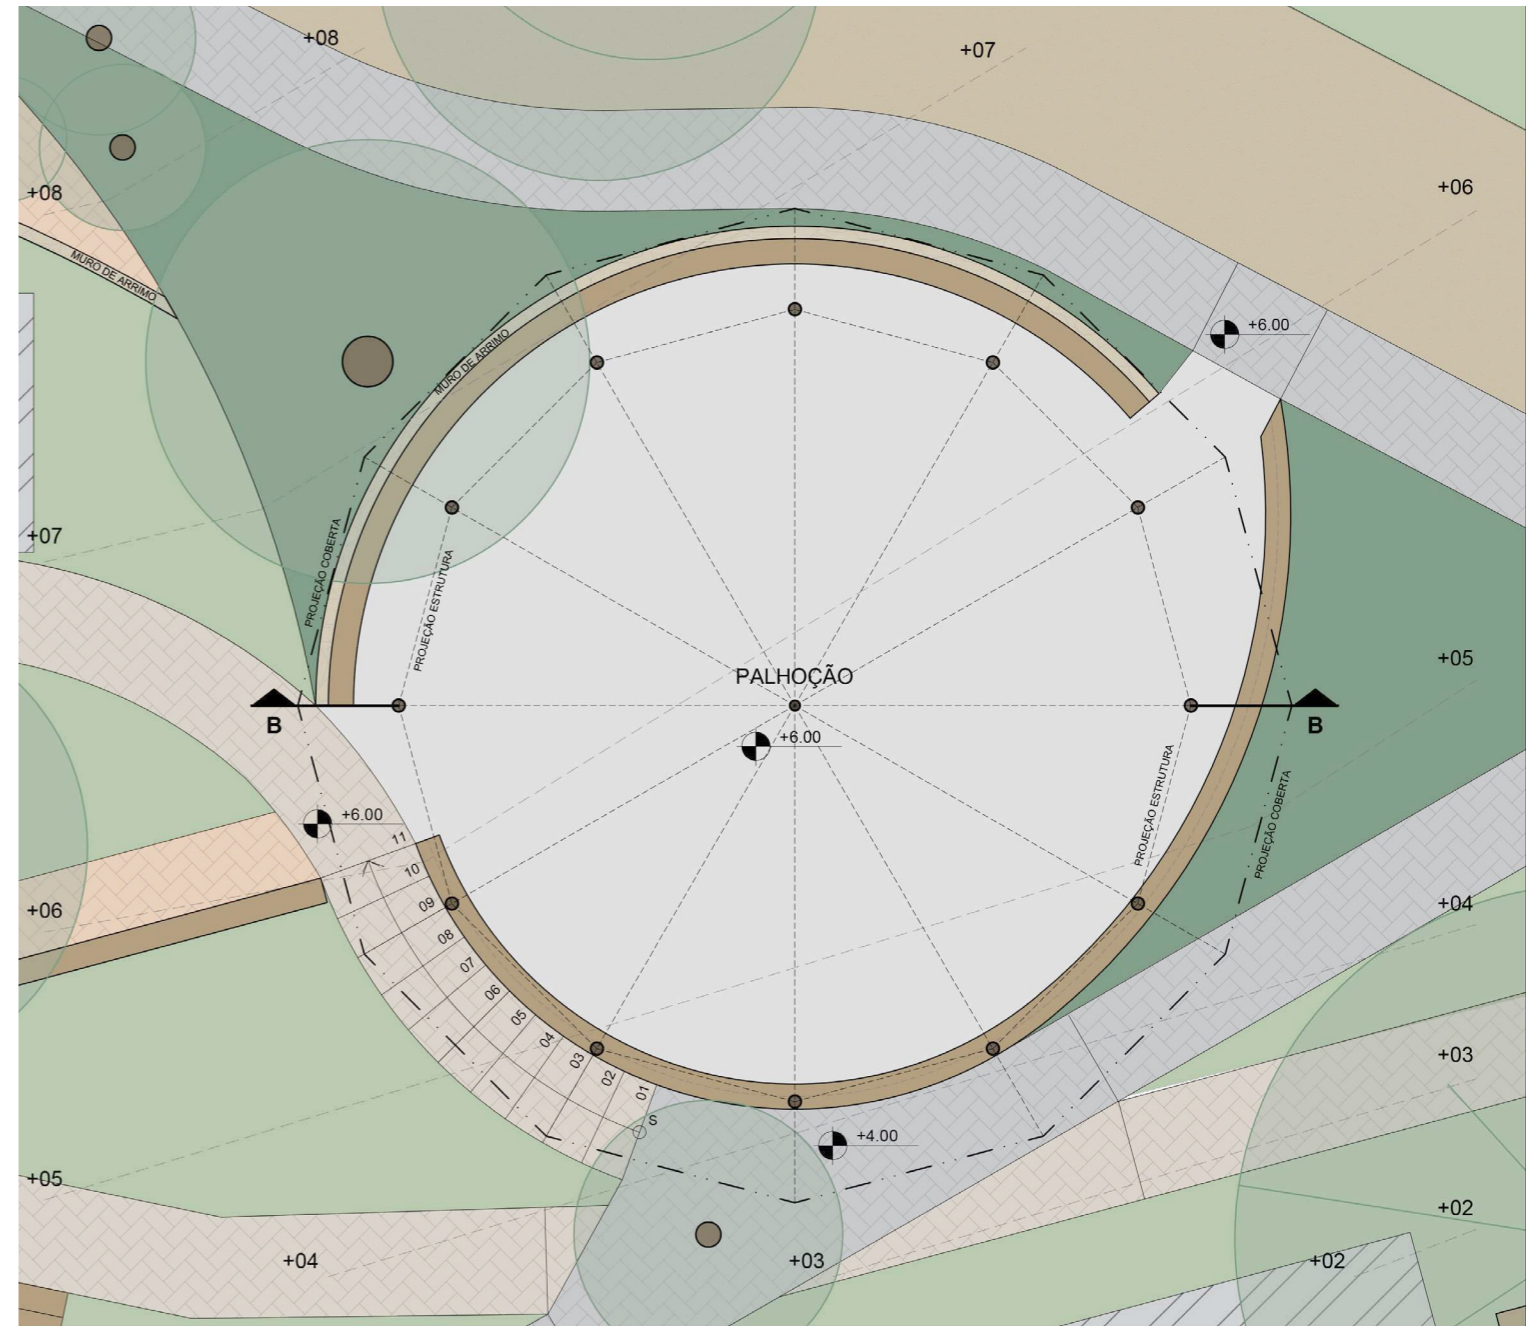 +08
+07
+06
+08
MURO DE ARRIMO
+6.00
MURO DE ARRIMO
+07
PROJEÇÃO COBERTA
PROJEÇÃO ESTRUTURA
+05
PALHOÇÃO
B
+6.00
B
+6.00
PROJEÇÃO ESTRUTURA
PROJEÇÃO COBERTA
11
10
09
08
07
06
05
04
03
02
01
S
+06
+04
+03
+4.00
+05
+02
+04
+03
+02